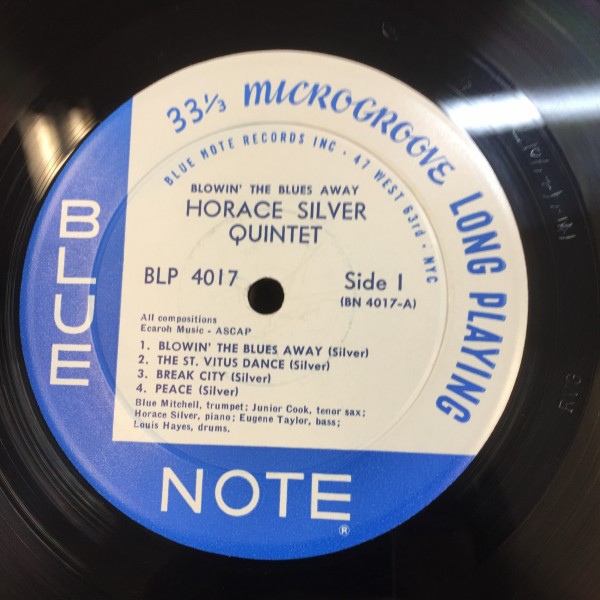 33 1/3 MICROGROOVE LONG PLAYING
BLUE NOTE RECORDS INC · 47 WEST 63rd · NYC
BLOWIN' THE BLUES AWAY
HORACE SILVER
QUINTET
BLP 4017
Side 1
(BN 4017-A)
All compositions
Ecaroh Music - ASCAP
1. BLOWIN' THE BLUES AWAY (Silver)
2. THE ST. VITUS DANCE (Silver)
3. BREAK CITY (Silver)
4. PEACE (Silver)
Blue Mitchell, trumpet; Junior Cook, tenor sax;
Horace Silver, piano; Eugene Taylor, bass;
Louis Hayes, drums.
BLUE
NOTE®
RVG